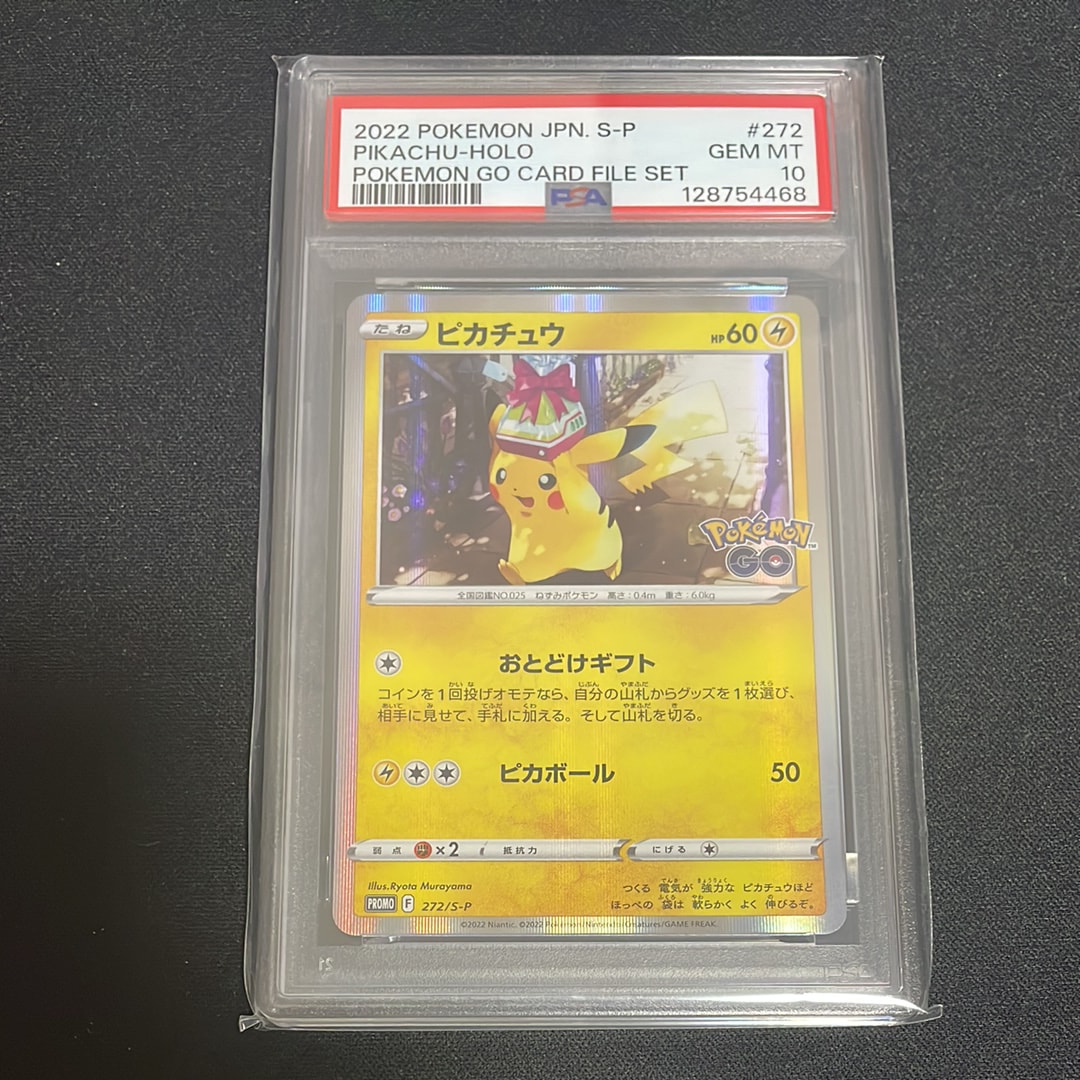 2022 POKEMON JPN. S-P #272
PIKACHU-HOLO GEM MT
POKEMON GO CARD FILE SET 10
PSA 128754468
たね ピカチュウ HP60
POKÉMON™
GO
全国図鑑NO.025 ねずみポケモン 高さ:0.4m 重さ:6.0kg
おとどけギフト
コインを1回投げオモテなら、自分の山札からグッズを1枚選び、
相手に見せて、手札に加える。そして山札を切る。
ピカボール 50
弱点 ×2 抵抗力 にげる
Illus.Ryota Murayama
つくる 電気が 強力な ピカチュウほど
PROMO F 272/S-P
ほっぺの 袋は 軟らかく よく 伸びるぞ。
©2022 Niantic. ©2022 Pokémon/Nintendo/Creatures/GAME FREAK.